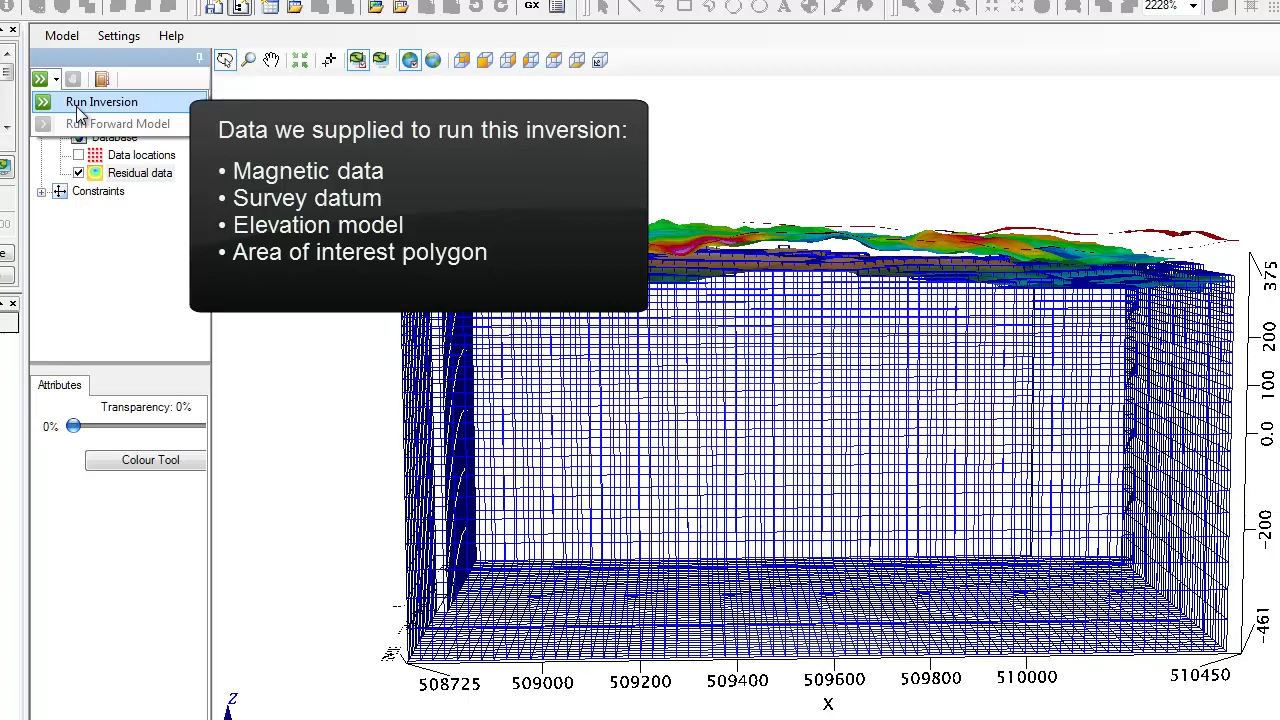 GX
2228%
Model Settings Help
Run Inversion
Run Forward Model
Database
Data locations
Residual data
Constraints
Data we supplied to run this inversion:
• Magnetic data
• Survey datum
• Elevation model
• Area of interest polygon
Attributes
Transparency: 0%
0%
Colour Tool
375
200
100
0.0
-200
-461
508725 509000 509200 509400 509600 509800 510000 510450
X
Z